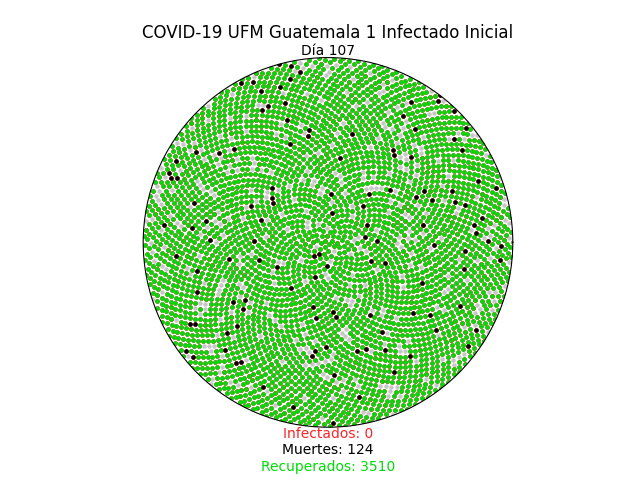 COVID-19 UFM Guatemala 1 Infectado Inicial
Día 107
Infectados: 0
Muertes: 124
Recuperados: 3510